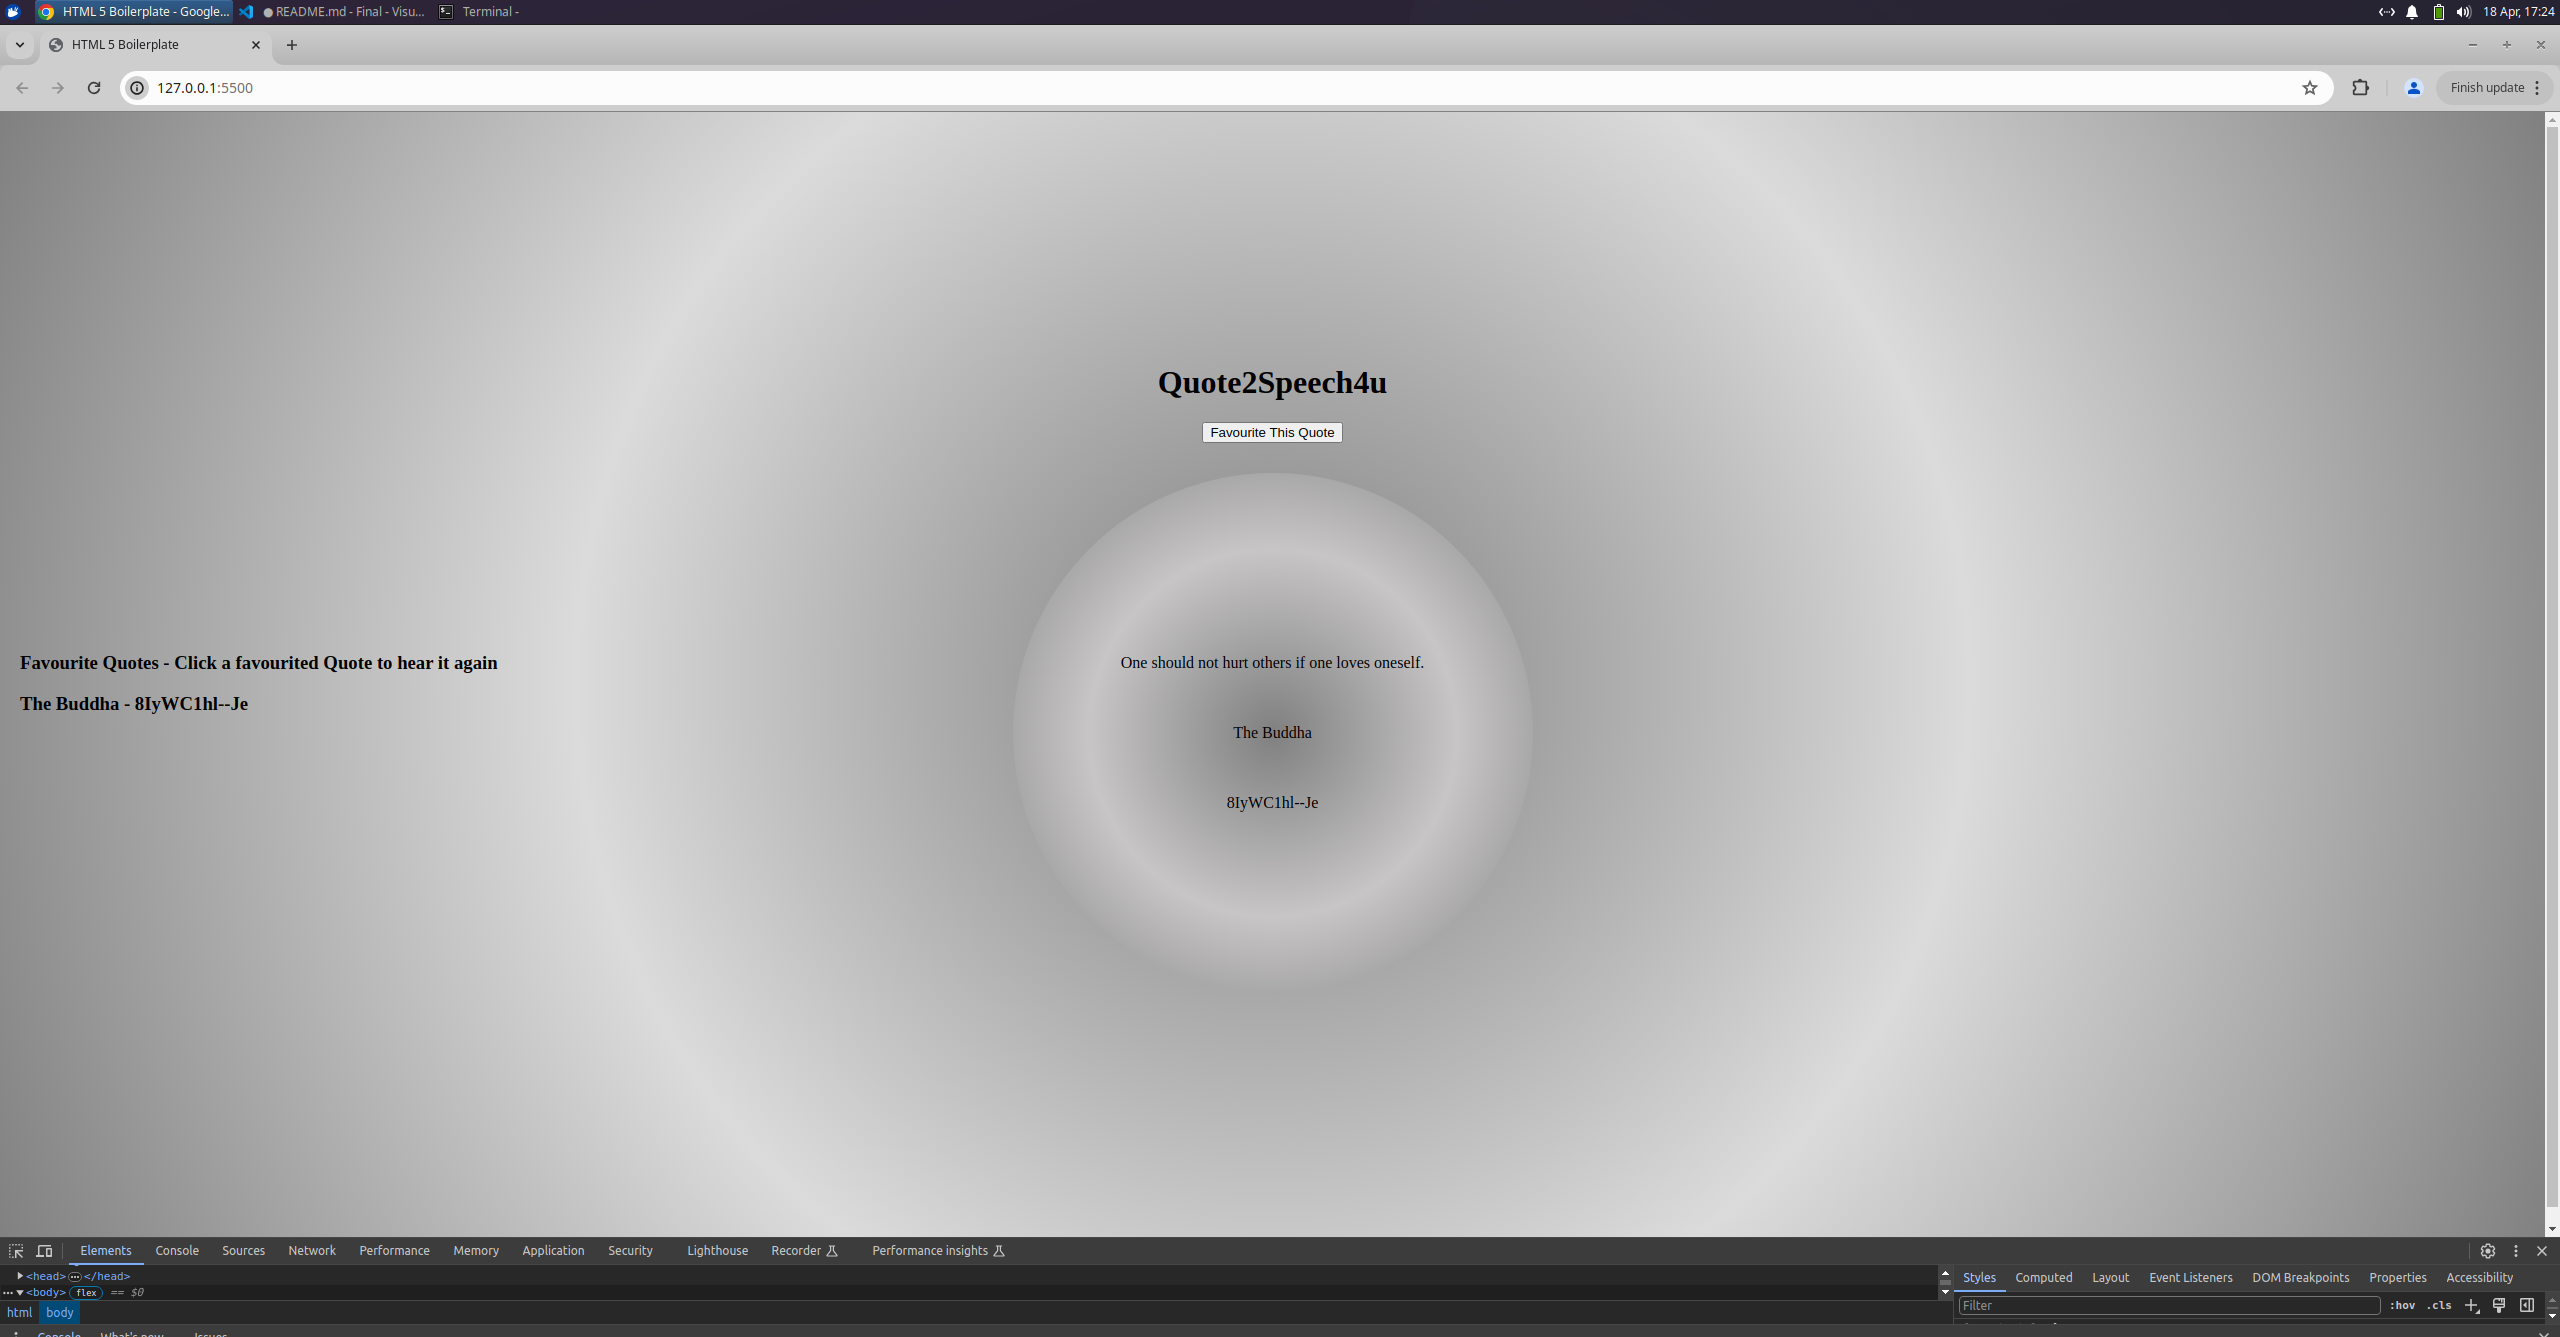 HTML 5 Boilerplate - Google...
README.md - Final - Visu...
Terminal -
18 Apr, 17:24
HTML 5 Boilerplate
127.0.0.1:5500
Finish update
Quote2Speech4u
Favourite This Quote
Favourite Quotes - Click a favourited Quote to hear it again
The Buddha - 8IyWC1hl--Je
One should not hurt others if one loves oneself.
The Buddha
8IyWC1hl--Je
Elements Console Sources Network Performance Memory Application Security Lighthouse Recorder Performance insights
<head>…</head>
<body> flex == $0
html body
Styles Computed Layout Event Listeners DOM Breakpoints Properties Accessibility
Filter
:hov .cls
Console What's new Issues